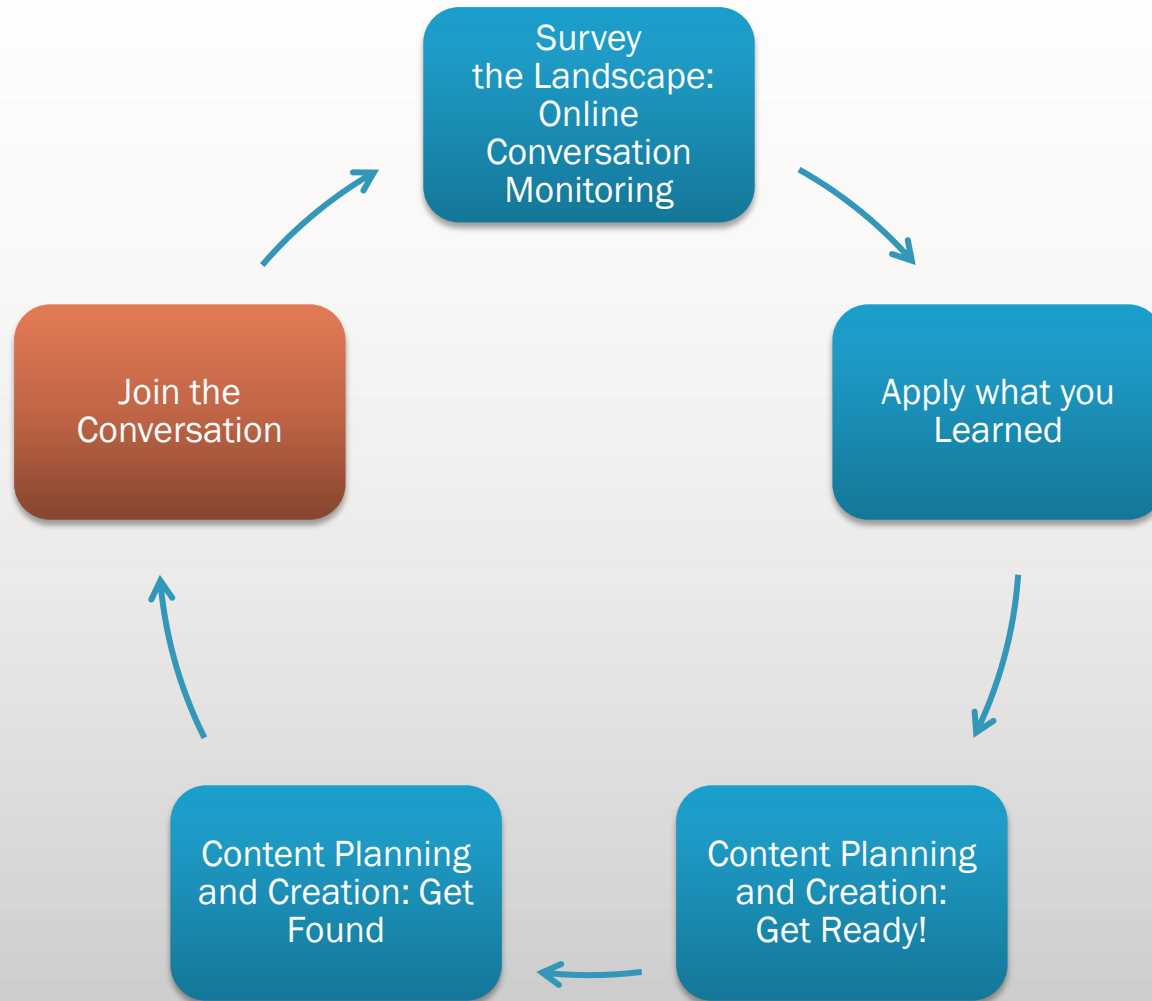 Survey
the Landscape:
Online
Conversation
Monitoring
Apply what you
Learned
Content Planning
and Creation:
Get Ready!
Content Planning
and Creation: Get
Found
Join the
Conversation